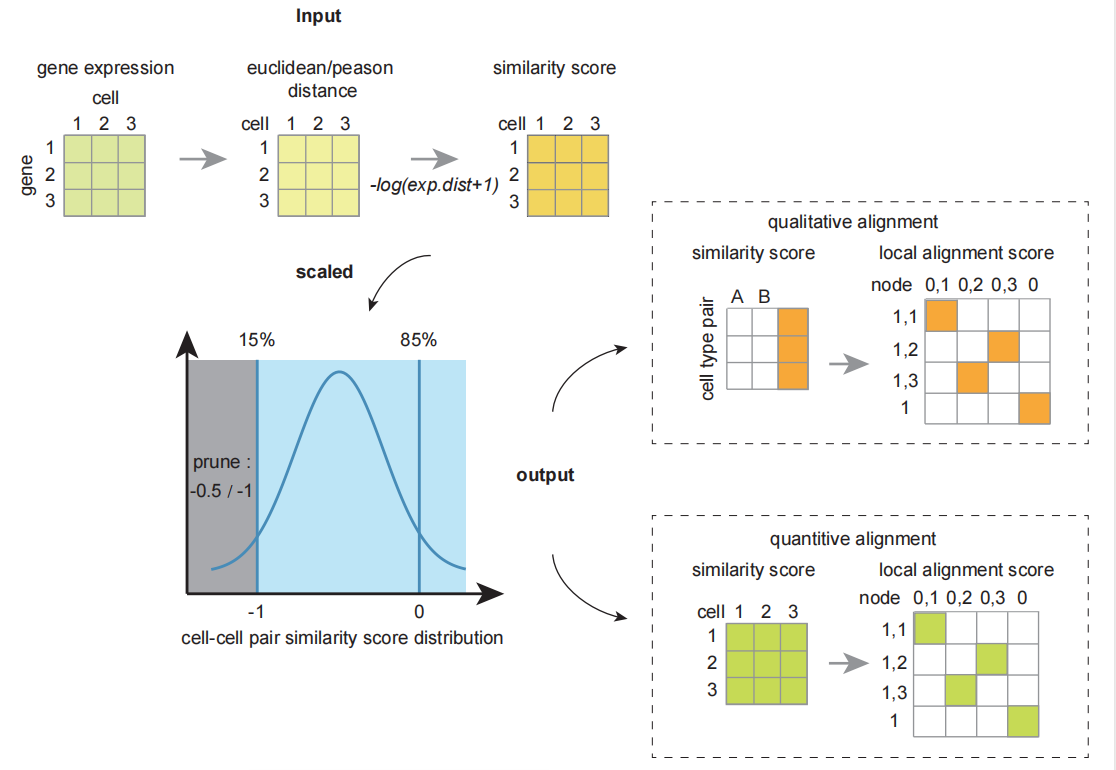 Input
gene expression
cell
1 2 3
gene
1
2
3
euclidean/peason
distance
cell 1 2 3
1
2
3
-log(exp.dist+1)
similarity score
cell 1 2 3
1
2
3
scaled
15%
85%
prune :
-0.5 / -1
-1
0
cell-cell pair similarity score distribution
output
qualitative alignment
similarity score
A B
cell type pair
local alignment score
node 0,1 0,2 0,3 0
1,1
1,2
1,3
1
quantitive alignment
similarity score
cell 1 2 3
1
2
3
local alignment score
node 0,1 0,2 0,3 0
1,1
1,2
1,3
1